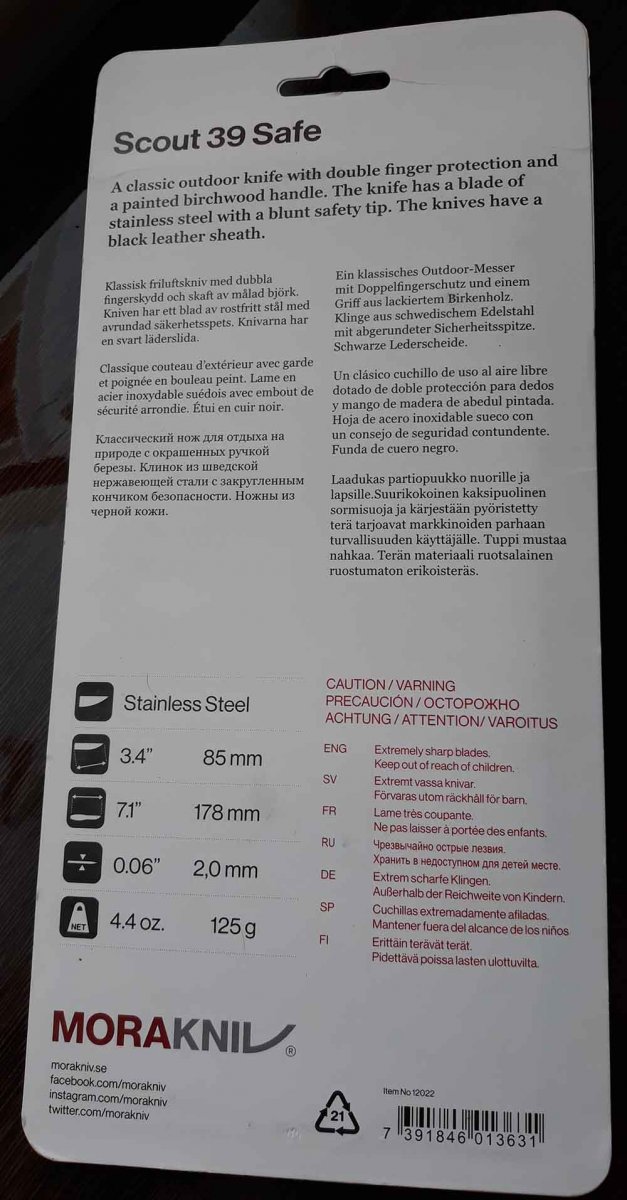 Scout 39 Safe
A classic outdoor knife with double finger protection and
a painted birchwood handle. The knife has a blade of
stainless steel with a blunt safety tip. The knives have a
black leather sheath.
Klassisk friluftskniv med dubbla
fingerskydd och skaft av målad björk.
Kniven har ett blad av rostfritt stål med
avrundad säkerhetsspets. Knivarna har
en svart läderslida.
Classique couteau d'extérieur avec garde
et poignée en bouleau peint. Lame en
acier inoxydable suédois avec embout de
sécurité arrondie. Étui en cuir noir.
Классический нож для отдыха на
природе с окрашенных ручкой
березы. Клинок из шведской
нержавеющей стали с закругленным
кончиком безопасности. Ножны из
черной кожи.
Ein klassisches Outdoor-Messer
mit Doppelfingerschutz und einem
Griff aus lackiertem Birkenholz.
Klinge aus schwedischem Edelstahl
mit abgerundeter Sicherheitsspitze.
Schwarze Lederscheide.
Un clásico cuchillo de uso al aire libre
dotado de doble protección para dedos
y mango de madera de abedul pintada.
Hoja de acero inoxidable sueco con
un consejo de seguridad contundente.
Funda de cuero negro.
Laadukas partiopuukko nuorille ja
lapsille.Suurikokoinen kaksipuolinen
sormisuoja ja kärjestään pyöristetty
terä tarjoavat markkinoiden parhaan
turvallisuuden käyttäjälle. Tuppi mustaa
nahkaa. Terän materiaali ruotsalainen
ruostumaton erikoisteräs.
Stainless Steel
3.4" 85 mm
7.1" 178 mm
0.06" 2,0 mm
NET 4.4 oz. 125 g
CAUTION / VARNING
PRECAUCIÓN / ОСТОРОЖНО
ACHTUNG / ATTENTION/ VAROITUS
ENG Extremely sharp blades.
Keep out of reach of children.
SV Extremt vassa knivar.
Förvaras utom räckhåll för barn.
FR Lame très coupante.
Ne pas laisser à portée des enfants.
RU Чрезвычайно острые лезвия.
Хранить в недоступном для детей месте.
DE Extrem scharfe Klingen.
Außerhalb der Reichweite von Kindern.
SP Cuchillas extremadamente afiladas.
Mantener fuera del alcance de los niños
FI Erittäin terävät terät.
Pidettävä poissa lasten ulottuvilta.
MORAKNIV®
morakniv.se
facebook.com/morakniv
instagram.com/morakniv
twitter.com/morakniv
21
Item No 12022
7 391846 013631